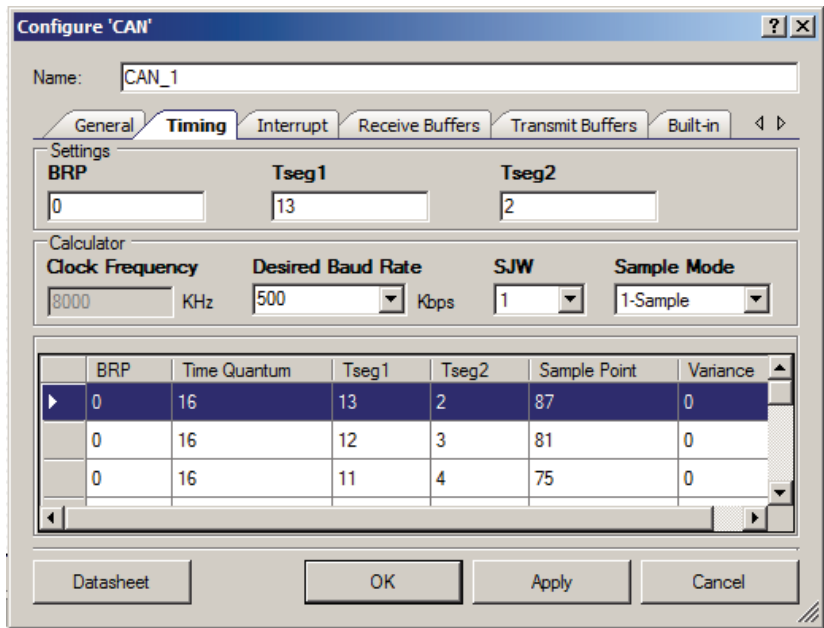 Configure 'CAN'
Name: CAN_1
General Timing Interrupt Receive Buffers Transmit Buffers Built-in
Settings
BRP Tseg1 Tseg2
0 13 2
Calculator
Clock Frequency Desired Baud Rate SJW Sample Mode
8000 KHz 500 Kbps 1 1-Sample
BRP Time Quantum Tseg1 Tseg2 Sample Point Variance
0 16 13 2 87 0
0 16 12 3 81 0
0 16 11 4 75 0
Datasheet OK Apply Cancel